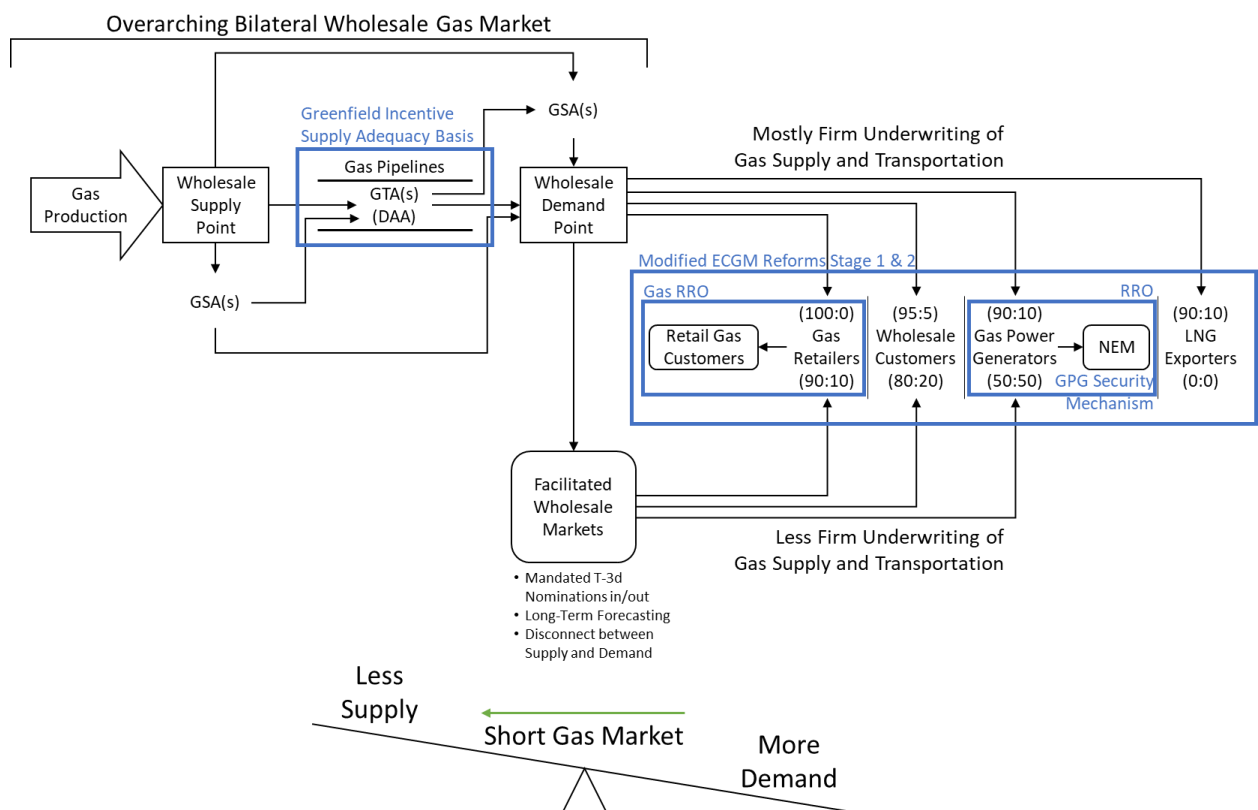 Overarching Bilateral Wholesale Gas Market
GSA(s)
Greenfield Incentive
Supply Adequacy Basis
Mostly Firm Underwriting of
Gas Supply and Transportation
Gas
Production
Wholesale
Supply
Point
Gas Pipelines
GTA(s)
(DAA)
Wholesale
Demand
Point
GSA(s)
Modified ECGM Reforms Stage 1 & 2
Gas RRO
RRO
Retail Gas
Customers
(100:0)
Gas
Retailers
(90:10)
(95:5)
Wholesale
Customers
(80:20)
(90:10)
Gas Power
Generators
(50:50)
NEM
GPG Security
Mechanism
(90:10)
LNG
Exporters
(0:0)
Facilitated
Wholesale
Markets
Less Firm Underwriting of
Gas Supply and Transportation
• Mandated T-3d
Nominations in/out
• Long-Term Forecasting
• Disconnect between
Supply and Demand
Less
Supply
Short Gas Market
More
Demand